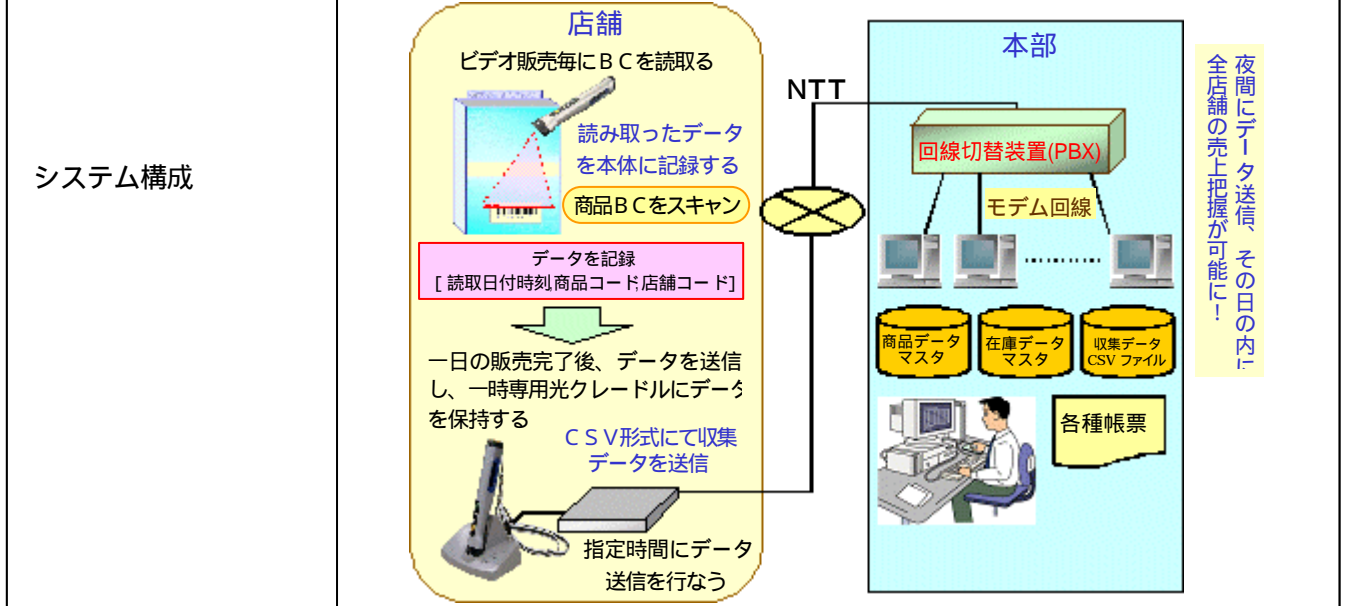 システム構成
店舗
ビデオ販売毎にＢＣを読取る
読み取ったデータ
を本体に記録する
商品ＢＣをスキャン
データを記録
[ 読取日付時刻,商品コード,店舗コード]
一日の販売完了後、データを送信
し、一時専用光クレードルにデータ
を保持する
ＣＳＶ形式にて収集
データを送信
指定時間にデータ
送信を行なう
NTT
本部
回線切替装置(PBX)
モデム回線
商品データ
マスタ
在庫データ
マスタ
収集データ
CSV ファイル
各種帳票
夜間にデータ送信、その日の内に
全店舗の売上把握が可能に！